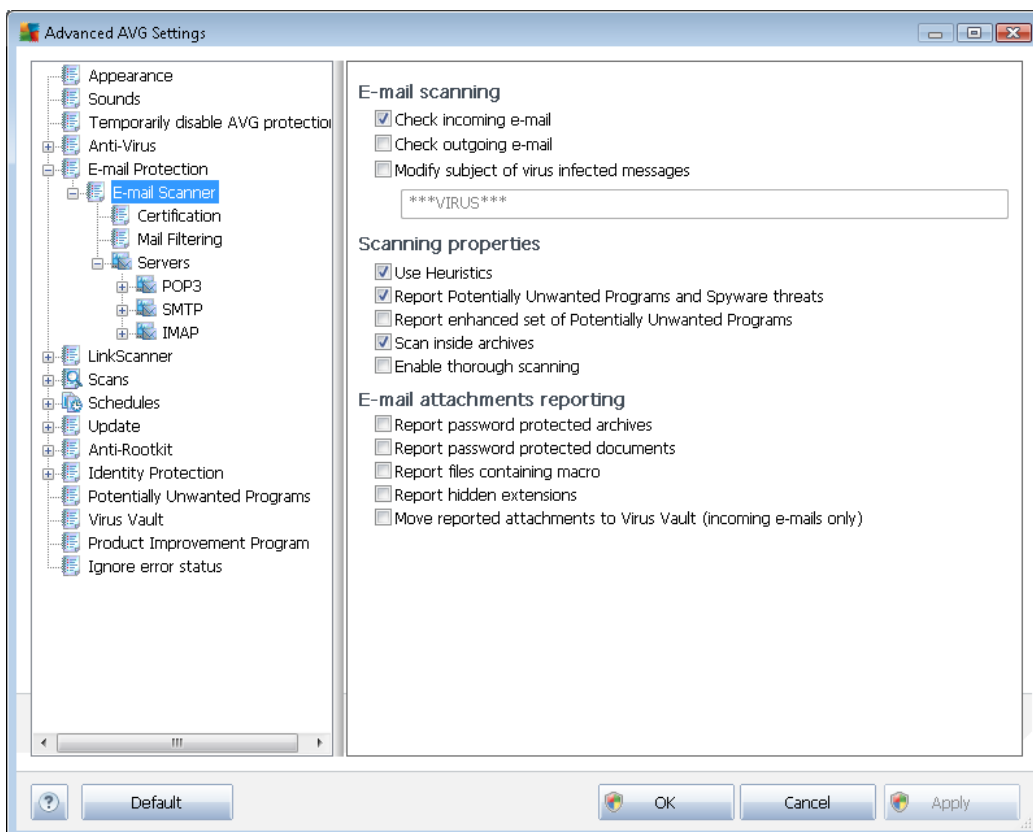 Advanced AVG Settings
Appearance
Sounds
Temporarily disable AVG protection
Anti-Virus
E-mail Protection
E-mail Scanner
Certification
Mail Filtering
Servers
POP3
SMTP
IMAP
LinkScanner
Scans
Schedules
Update
Anti-Rootkit
Identity Protection
Potentially Unwanted Programs
Virus Vault
Product Improvement Program
Ignore error status
E-mail scanning
Check incoming e-mail
Check outgoing e-mail
Modify subject of virus infected messages
***VIRUS***
Scanning properties
Use Heuristics
Report Potentially Unwanted Programs and Spyware threats
Report enhanced set of Potentially Unwanted Programs
Scan inside archives
Enable thorough scanning
E-mail attachments reporting
Report password protected archives
Report password protected documents
Report files containing macro
Report hidden extensions
Move reported attachments to Virus Vault (incoming e-mails only)
?
Default
OK
Cancel
Apply